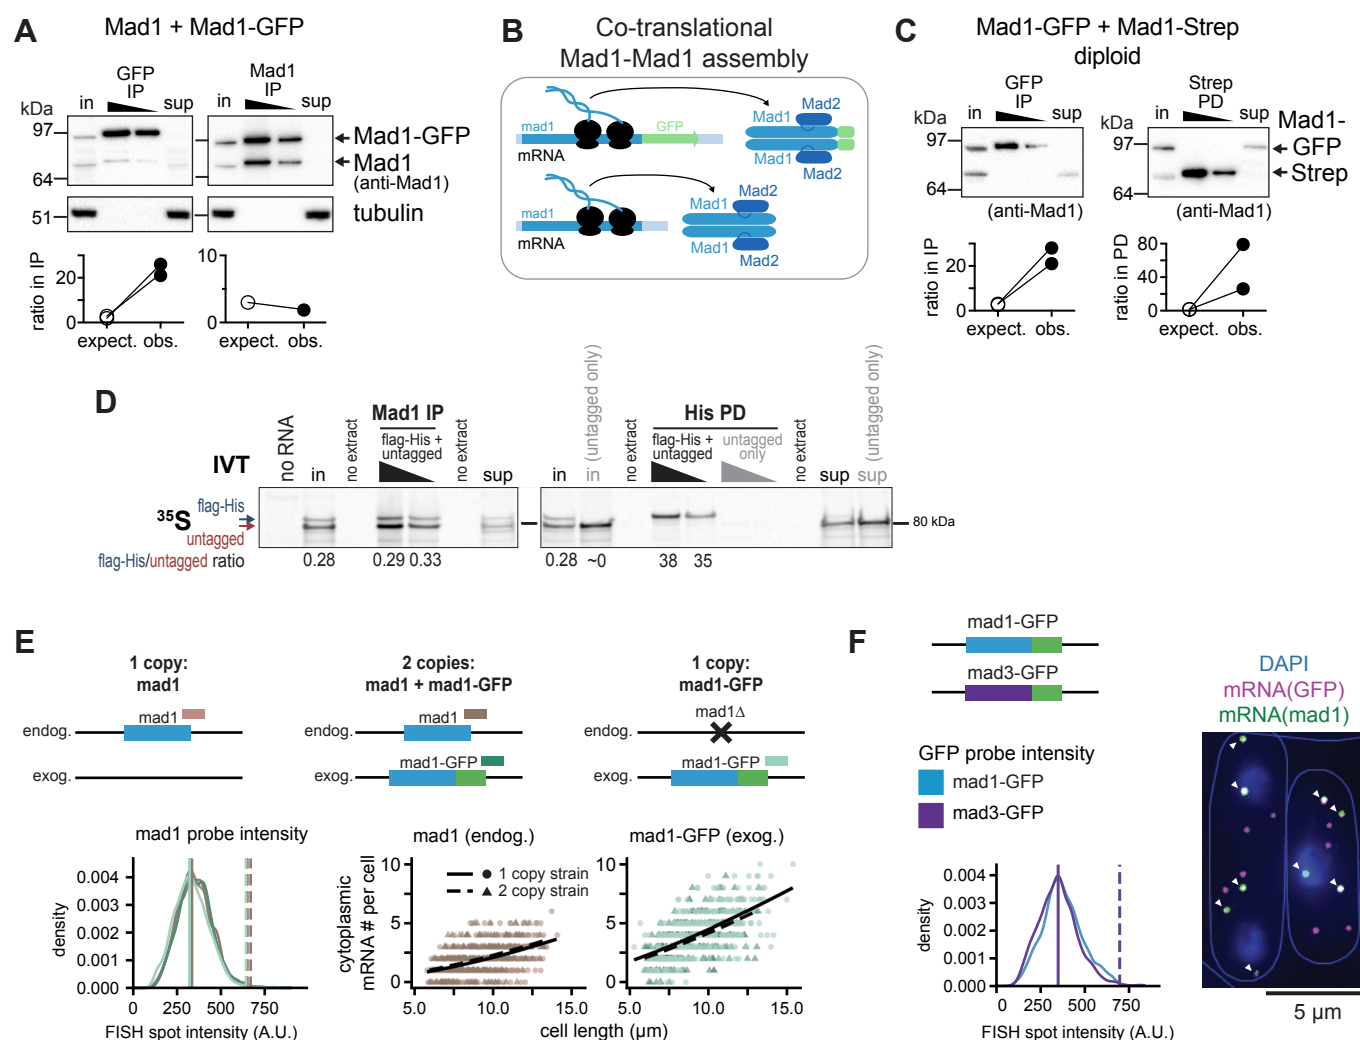 A
Mad1 + Mad1-GFP
GFP
IP
Mad1
IP
in
sup
in
sup
kDa
97
64
51
Mad1-GFP
Mad1
(anti-Mad1)
tubulin
ratio in IP
20
0
10
0
expect. obs.
expect. obs.
B
Co-translational
Mad1-Mad1 assembly
mad1
GFP
mRNA
Mad1
Mad2
Mad1
Mad2
mad1
mRNA
Mad1
Mad2
Mad1
Mad2
C
Mad1-GFP + Mad1-Strep
diploid
GFP
IP
Strep
PD
in
sup
in
sup
kDa
97
64
kDa
97
64
Mad1-
GFP
Strep
(anti-Mad1)
(anti-Mad1)
ratio in IP
20
0
expect. obs.
ratio in PD
80
40
0
expect. obs.
D
IVT
no RNA
in
no extract
Mad1 IP
flag-His +
untagged
no extract
sup
in
in (untagged only)
no extract
His PD
flag-His +
untagged
untagged
only
no extract
sup
sup (untagged only)
35S
flag-His
untagged
80 kDa
flag-His/untagged ratio
0.28
0.29 0.33
0.28 ~0
38 35
E
1 copy:
mad1
2 copies:
mad1 + mad1-GFP
1 copy:
mad1-GFP
endog.
mad1
exog.
endog.
mad1
exog.
mad1-GFP
endog.
mad1Δ
exog.
mad1-GFP
mad1 probe intensity
density
0.004
0.003
0.002
0.001
0.000
0 250 500 750
FISH spot intensity (A.U.)
mad1 (endog.)
mad1-GFP (exog.)
cytoplasmic
mRNA # per cell
10
5
0
1 copy strain
2 copy strain
5.0 10.0 15.0
10
5
0
5.0 10.0 15.0
cell length (µm)
F
mad1-GFP
mad3-GFP
GFP probe intensity
mad1-GFP
mad3-GFP
density
0.004
0.003
0.002
0.001
0.000
0 250 500 750
FISH spot intensity (A.U.)
DAPI
mRNA(GFP)
mRNA(mad1)
5 µm